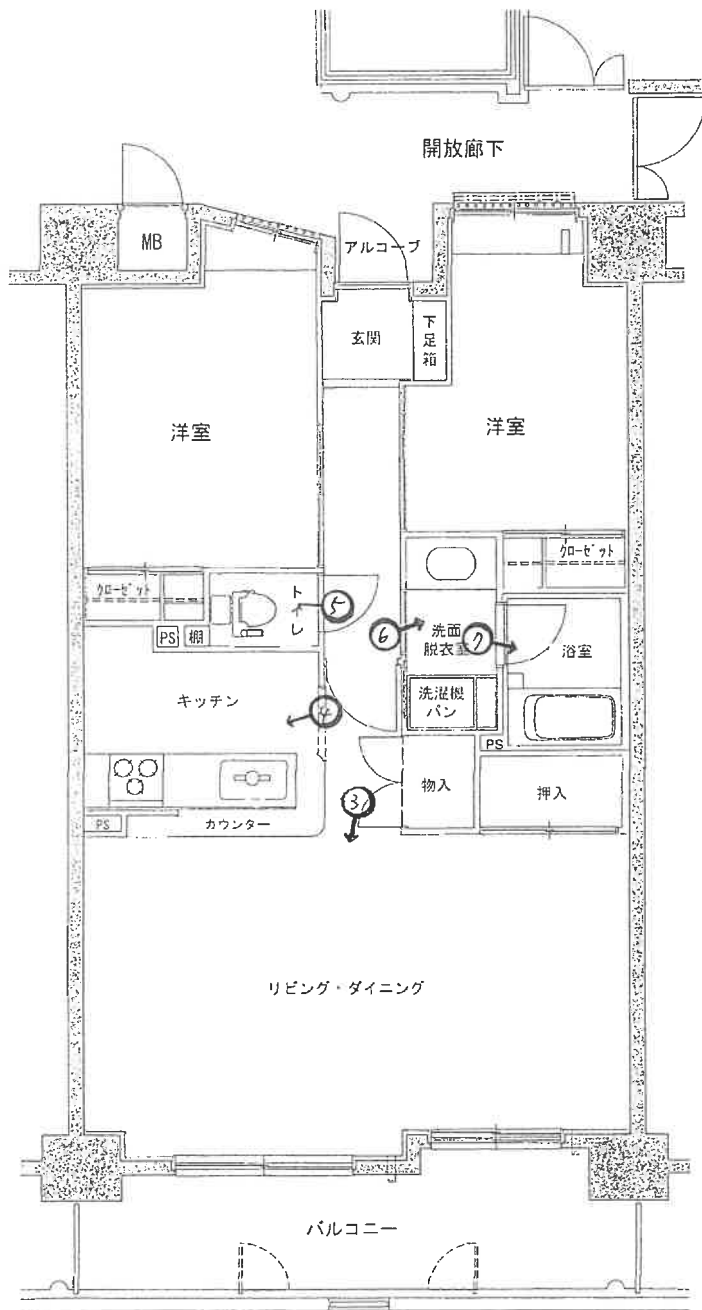 開放廊下
MB
アルコーブ
玄関
下足箱
洋室
洋室
クローゼット
クローゼット
トイレ
⑤
⑥
洗面
脱衣室
⑦
浴室
PS
棚
キッチン
④
洗濯機
パン
PS
③
物入
押入
PS
カウンター
リビング・ダイニング
バルコニー